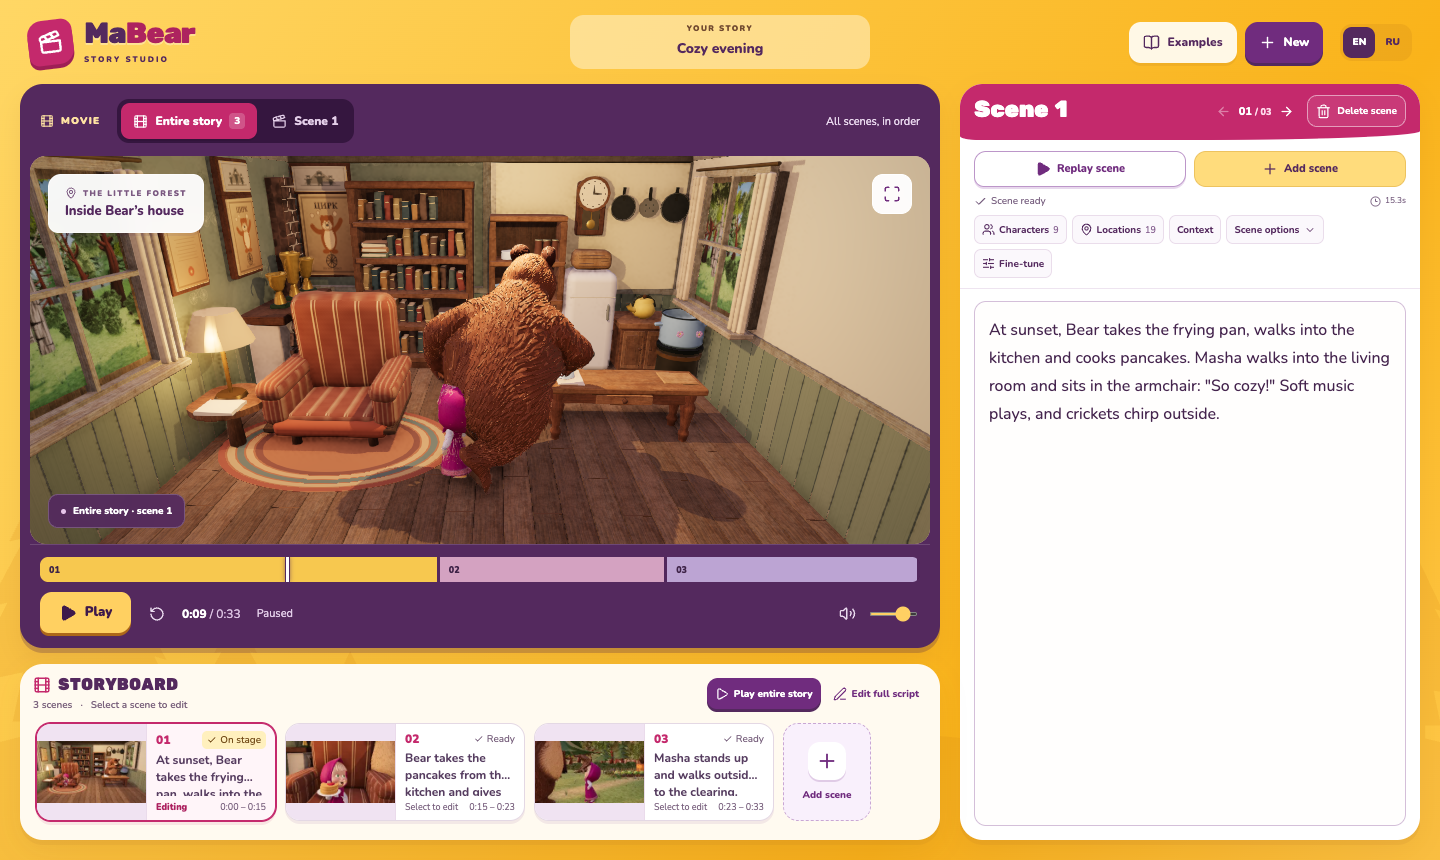 MaBear
STORY STUDIO
YOUR STORY
Cozy evening
Examples
New
EN
RU
MOVIE
Entire story 3
Scene 1
All scenes, in order
THE LITTLE FOREST
Inside Bear's house
ЦИРК
ЦИРК
Entire story · scene 1
01
02
03
Play
0:09 / 0:33
Paused
STORYBOARD
3 scenes · Select a scene to edit
Play entire story
Edit full script
01
On stage
At sunset, Bear
takes the frying...
pan, walks into the
Editing
0:00 – 0:15
02
Ready
Bear takes the
pancakes from th...
kitchen and gives
Select to edit
0:15 – 0:23
03
Ready
Masha stands up
and walks outsid...
to the clearing.
Select to edit
0:23 – 0:33
Add scene
Scene 1
01 / 03
Delete scene
Replay scene
Add scene
Scene ready
15.3s
Characters 9
Locations 19
Context
Scene options
Fine-tune
At sunset, Bear takes the frying pan, walks into the
kitchen and cooks pancakes. Masha walks into the living
room and sits in the armchair: "So cozy!" Soft music
plays, and crickets chirp outside.